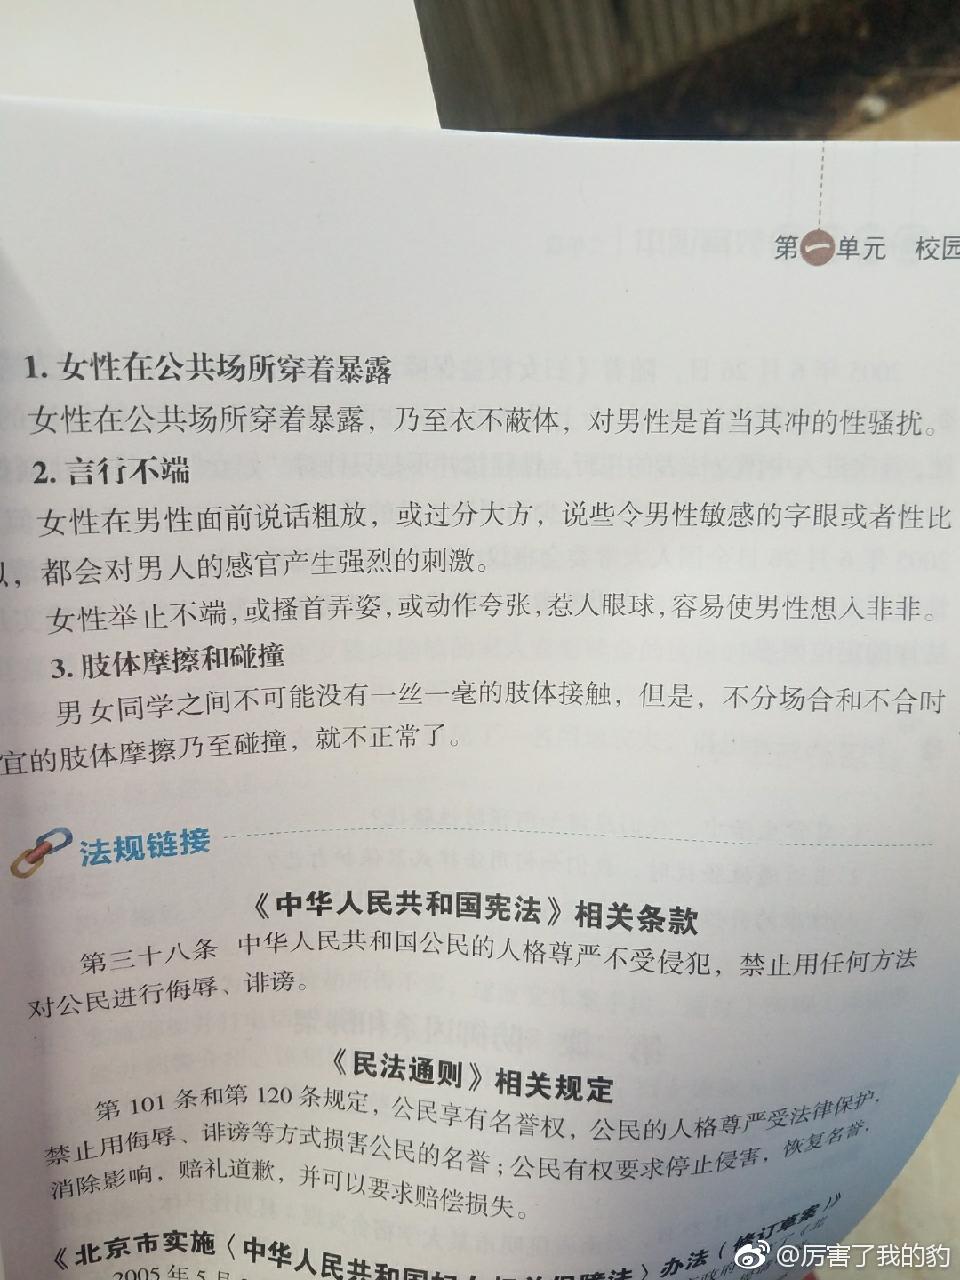 第一单元 校园
1. 女性在公共场所穿着暴露
女性在公共场所穿着暴露，乃至衣不蔽体，对男性是首当其冲的性骚扰。
2. 言行不端
女性在男性面前说话粗放，或过分大方，说些令男性敏感的字眼或者性比
，都会对男人的感官产生强烈的刺激。
女性举止不端，或搔首弄姿，或动作夸张，惹人眼球，容易使男性想入非非。
3. 肢体摩擦和碰撞
男女同学之间不可能没有一丝一毫的肢体接触，但是，不分场合和不合时
宜的肢体摩擦乃至碰撞，就不正常了。
法规链接
《中华人民共和国宪法》相关条款
第三十八条 中华人民共和国公民的人格尊严不受侵犯，禁止用任何方法
对公民进行侮辱、诽谤。
《民法通则》相关规定
第 101 条和第 120 条规定，公民享有名誉权，公民的人格尊严受法律保护，
禁止用侮辱、诽谤等方式损害公民的名誉；公民有权要求停止侵害，恢复名誉，
消除影响，赔礼道歉，并可以要求赔偿损失。
《北京市实施〈中华人民共和国妇女权益保障法〉办法（修订草案）》
2005 年 5 月
@厉害了我的豹